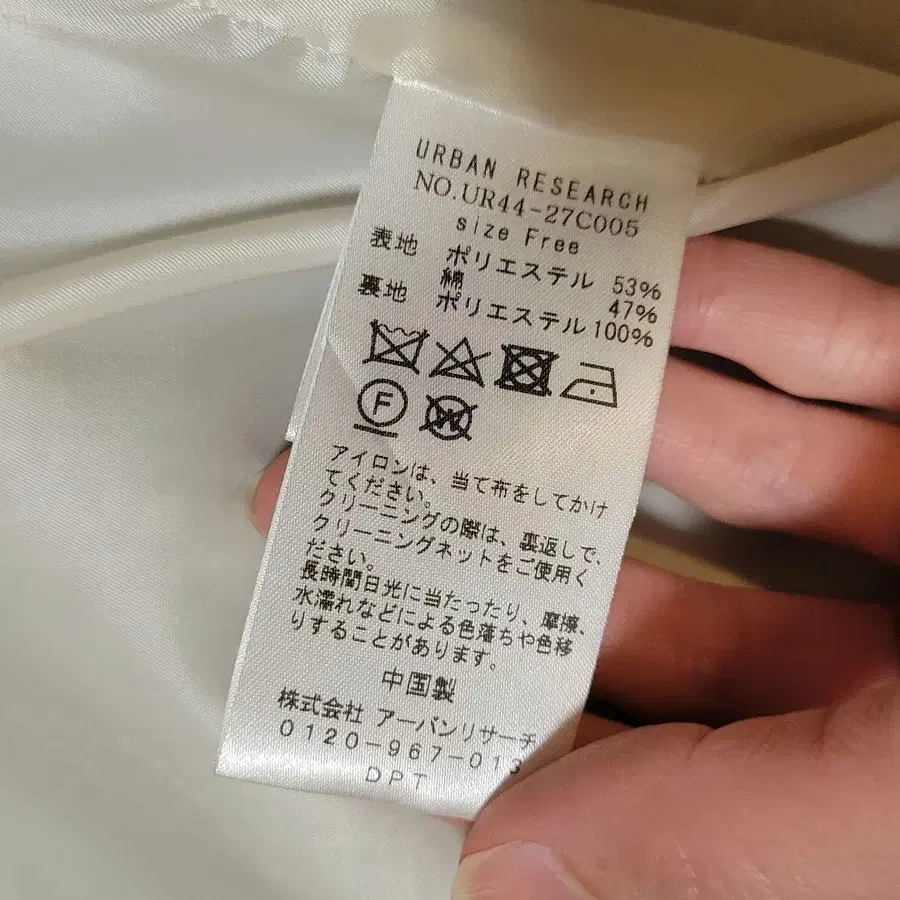 URBAN RESEARCH
NO.UR44-27C005
size Free
表地 ポリエステル 53%
綿 47%
裏地 ポリエステル 100%
F
W
アイロンは、当て布をしてかけ
てください。
クリーニングの際は、裏返しで、
クリーニングネットをご使用く
ださい。
長時間日光に当たったり、摩擦、
水濡れなどによる色落ちや色移
りすることがあります。
中国製
株式会社 アーバンリサーチ
0120-967-013
DPT